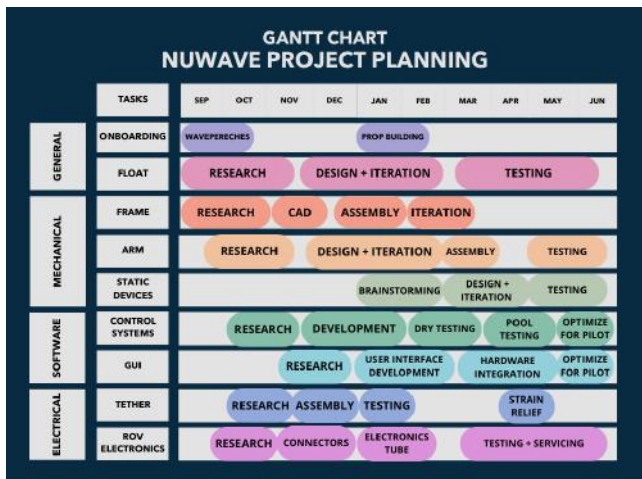 GANTT CHART
NUWAVE PROJECT PLANNING
TASKS SEP OCT NOV DEC JAN FEB MAR APR MAY JUN
GENERAL
ONBOARDING WAVEPERECHES PROP BUILDING
FLOAT RESEARCH DESIGN + ITERATION TESTING
MECHANICAL
FRAME RESEARCH CAD ASSEMBLY ITERATION
ARM RESEARCH DESIGN + ITERATION ASSEMBLY TESTING
STATIC
DEVICES
BRAINSTORMING
DESIGN +
ITERATION
TESTING
SOFTWARE
CONTROL
SYSTEMS
RESEARCH DEVELOPMENT DRY TESTING
POOL
TESTING
OPTIMIZE
FOR PILOT
GUI RESEARCH
USER INTERFACE
DEVELOPMENT
HARDWARE
INTEGRATION
OPTIMIZE
FOR PILOT
ELECTRICAL
TETHER RESEARCH ASSEMBLY TESTING
STRAIN
RELIEF
ROV
ELECTRONICS
RESEARCH CONNECTORS
ELECTRONICS
TUBE
TESTING + SERVICING